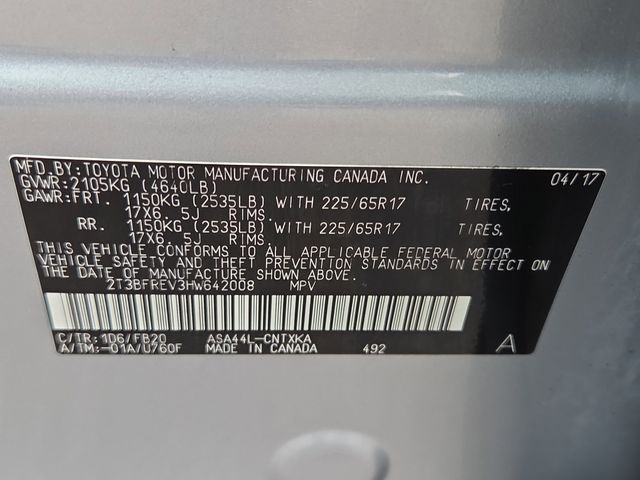 MFD.BY:TOYOTA MOTOR MANUFACTURING CANADA INC. 04/17
GVWR:2105KG (4640LB)
GAWR:FRT. 1150KG (2535LB) WITH 225/65R17 TIRES,
17X6.5J RIMS.
RR. 1150KG (2535LB) WITH 225/65R17 TIRES,
17X6.5J RIMS.
THIS VEHICLE CONFORMS TO ALL APPLICABLE FEDERAL MOTOR
VEHICLE SAFETY AND THEFT PREVENTION STANDARDS IN EFFECT ON
THE DATE OF MANUFACTURE SHOWN ABOVE.
2T3BFREV3HW642008 MPV
C/TR:1D6/FB20 ASA44L-CNTXKA
A/TM:-01A/U760F MADE IN CANADA 492 A